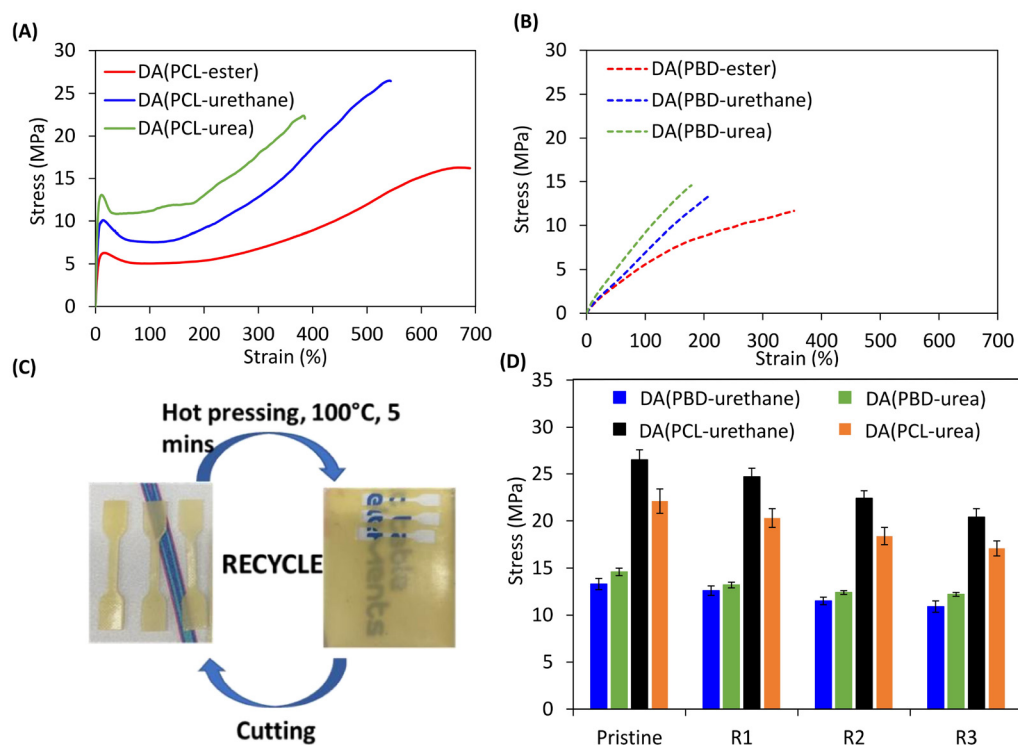 (A)
30
25
20
15
10
5
0
Stress (MPa)
DA(PCL-ester)
DA(PCL-urethane)
DA(PCL-urea)
0 100 200 300 400 500 600 700
Strain (%)
(B)
30
25
20
15
10
5
0
Stress (MPa)
DA(PBD-ester)
DA(PBD-urethane)
DA(PBD-urea)
0 100 200 300 400 500 600 700
Strain (%)
(C)
Hot pressing, 100°C, 5
mins
RECYCLE
Cutting
(D)
35
30
25
20
15
10
5
0
Stress (MPa)
DA(PBD-urethane) DA(PBD-urea)
DA(PCL-urethane) DA(PCL-urea)
Pristine R1 R2 R3